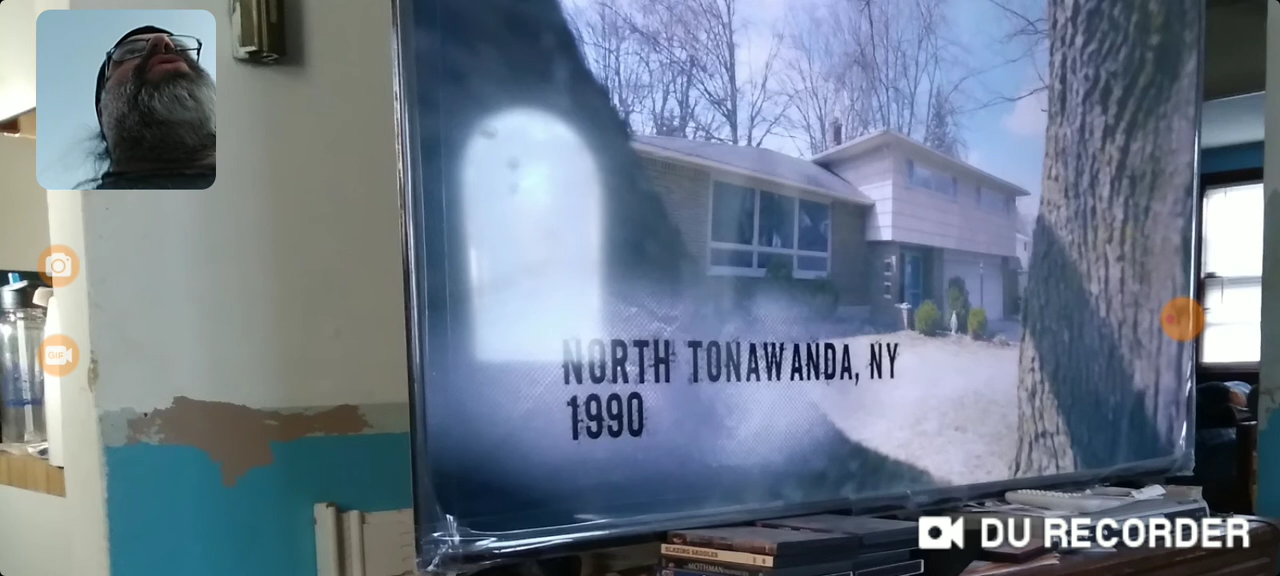 GIF
NORTH TONAWANDA, NY
1990
BLAZING SADDLES
MOTHMAN
DU RECORDER